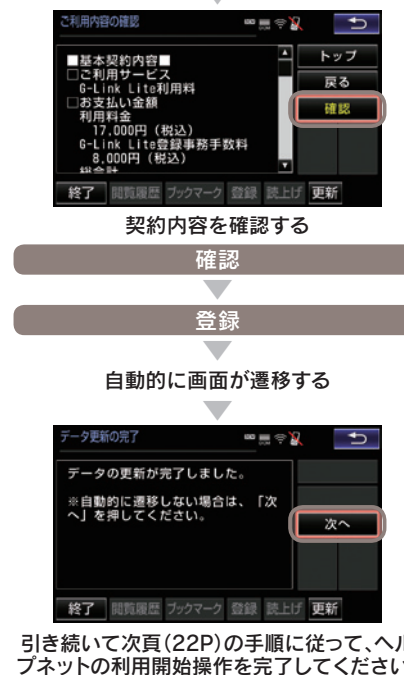 ご利用内容の確認
■基本契約内容■
□ご利用サービス
G-Link Lite利用料
□お支払い金額
利用料金
17,000円（税込）
G-Link Lite登録事務手数料
8,000円（税込）
総合計
トップ
戻る
確認
終了 閲覧履歴 ブックマーク 登録 読上げ 更新
契約内容を確認する
確認
登録
自動的に画面が遷移する
データ更新の完了
データの更新が完了しました。
※自動的に遷移しない場合は、「次
へ」を押してください。
次へ
終了 閲覧履歴 ブックマーク 登録 読上げ 更新
引き続いて次頁（22P）の手順に従って、ヘル
プネットの利用開始操作を完了してください